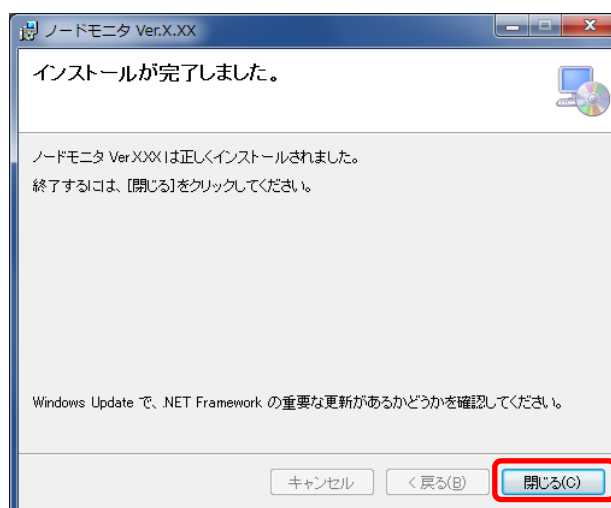 ノードモニタ Ver.X.XX
インストールが完了しました。
ノードモニタ Ver.X.XX は正しくインストールされました。
終了するには、[閉じる]をクリックしてください。
Windows Update で、.NET Framework の重要な更新があるかどうかを確認してください。
キャンセル
< 戻る(B)
閉じる(C)